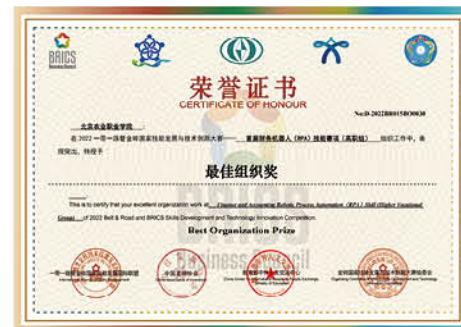 BRICS
荣誉证书
CERTIFICATE OF HONOUR
No:D-2022BRICS15BO0030
北京农业职业学院 :
在 2022 一带一路暨金砖国家技能发展与技术创新大赛—— 首届财务机器人（RPA）技能赛项（高职组） 组织工作中，表
现突出，特授予
最佳组织奖
This is to certify that your excellent organization work at Finance and Accounting Robotic Process Automation (RPA) Skill (Higher Vocational
Group) of 2022 Belt & Road and BRICS Skills Development and Technology Innovation Competition.
Best Organization Prize
BRICS
Business Council